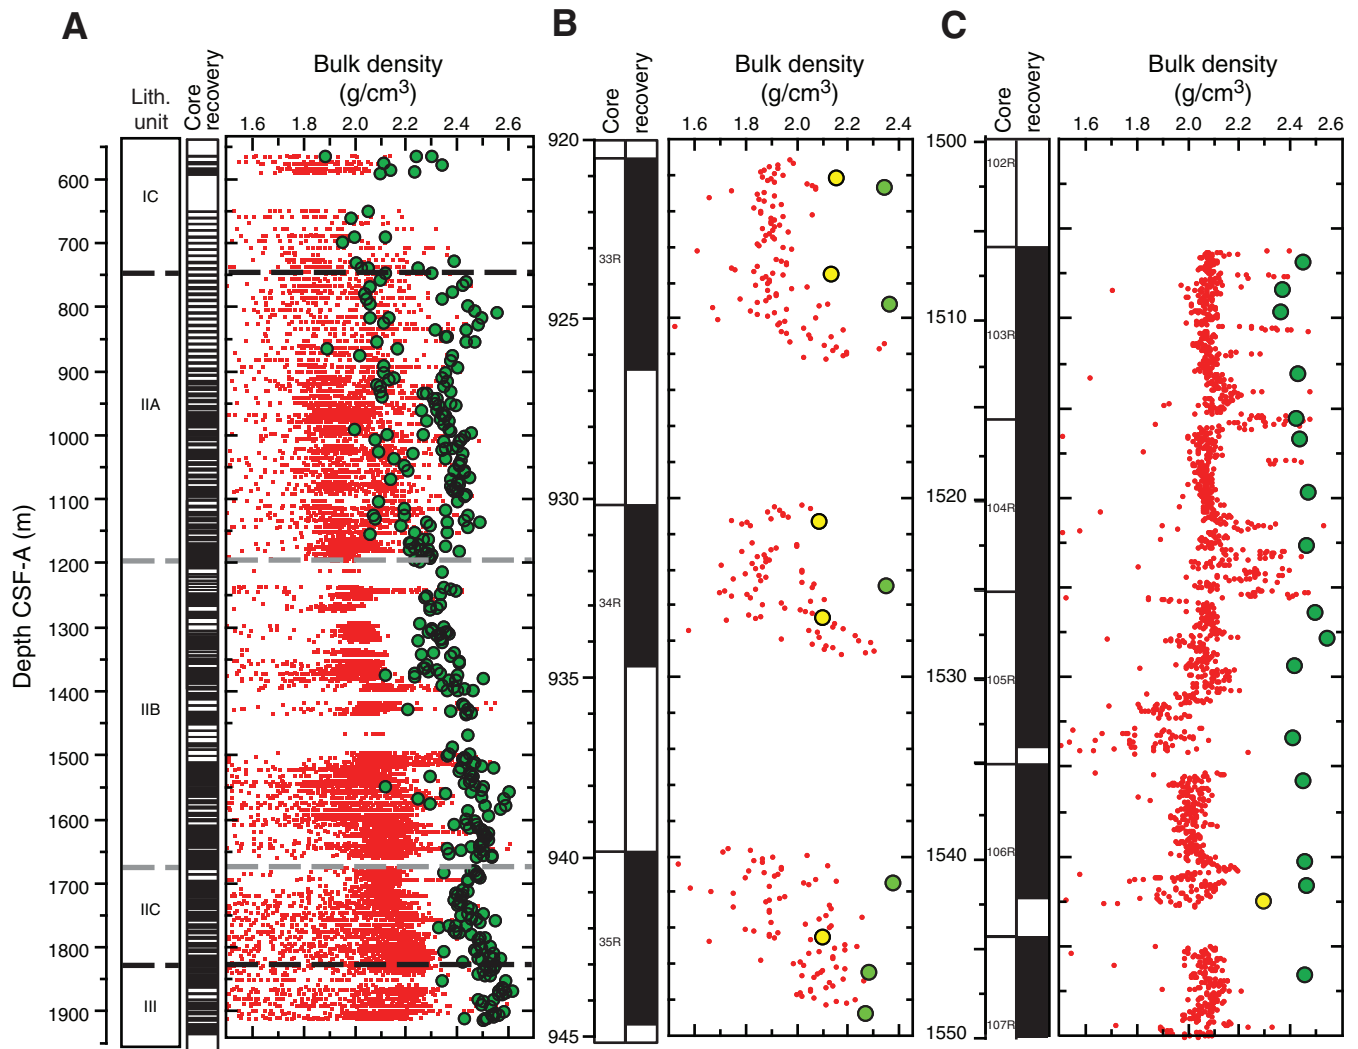 A
B
C
Lith.
unit
Core
recovery
Bulk density
(g/cm3)
1.6 1.8 2.0 2.2 2.4 2.6
Depth CSF-A (m)
600
700
800
900
1000
1100
1200
1300
1400
1500
1600
1700
1800
1900
IC
IIA
IIB
IIC
III
Core
recovery
Bulk density
(g/cm3)
1.6 1.8 2.0 2.2 2.4
920
925
930
935
940
945
33R
34R
35R
Core
recovery
Bulk density
(g/cm3)
1.6 1.8 2.0 2.2 2.4 2.6
1500
1510
1520
1530
1540
1550
102R
103R
104R
105R
106R
107R